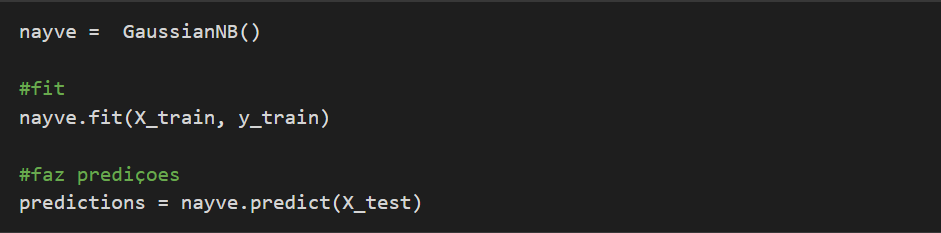 nayve =  GaussianNB()
#fit
nayve.fit(X_train, y_train)
#faz prediçoes
predictions = nayve.predict(X_test)